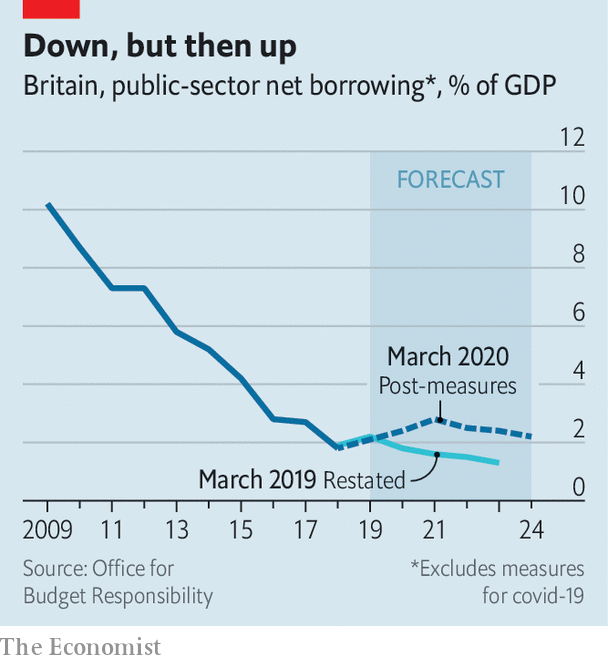 Down, but then up
Britain, public-sector net borrowing*, % of GDP
12
FORECAST
10
8
6
March 2020
4
Post-measures
2
March 2019 Restated
0
2009 11 13 15 17 19 21 24
Source: Office for
Budget Responsibility
*Excludes measures
for covid-19
The Economist